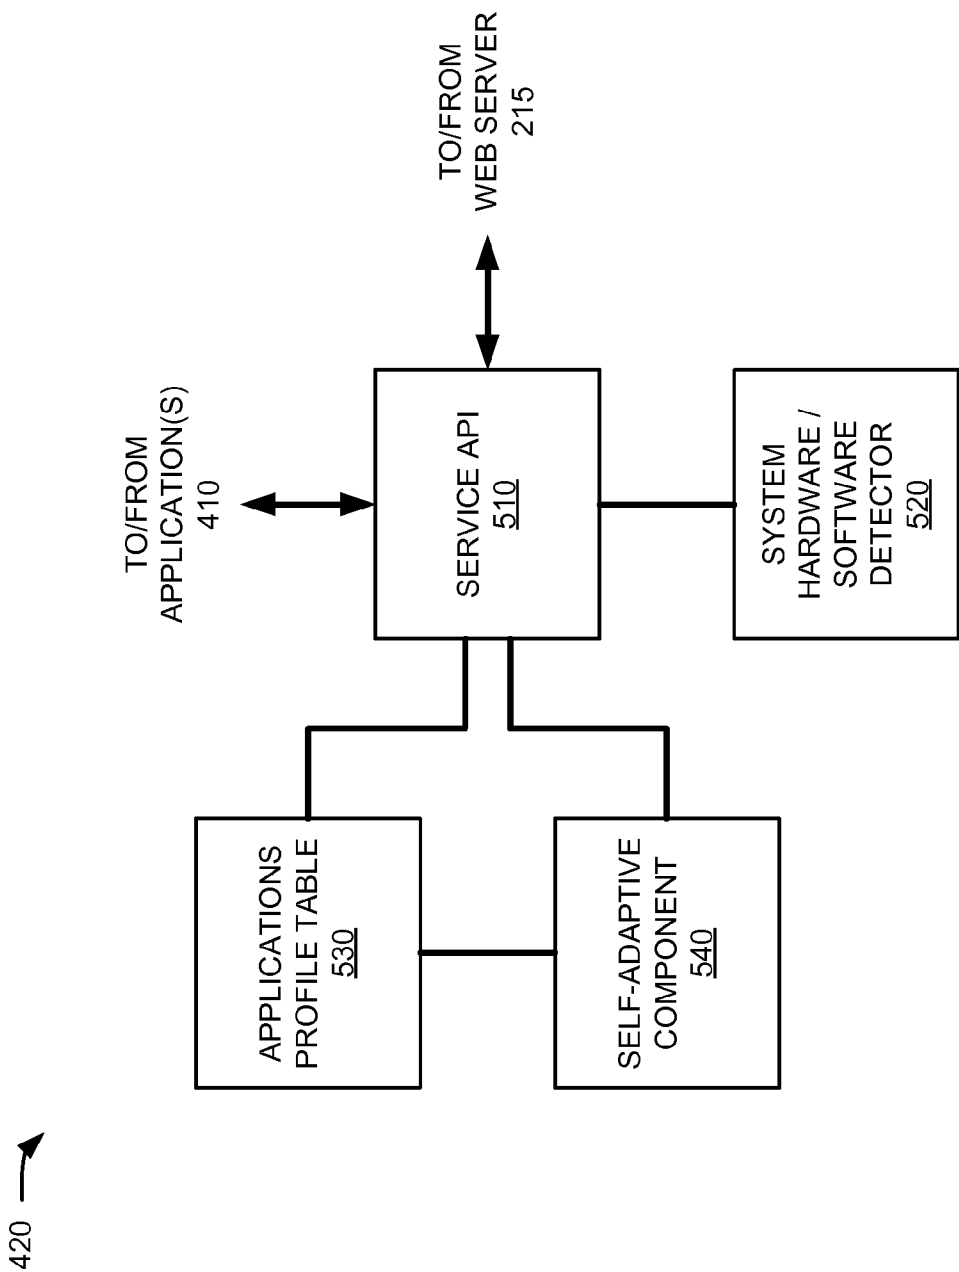 420
TO/FROM
APPLICATION(S)
410
TO/FROM
WEB SERVER
215
APPLICATIONS
PROFILE TABLE
530
SERVICE API
510
SELF-ADAPTIVE
COMPONENT
540
SYSTEM
HARDWARE /
SOFTWARE
DETECTOR
520